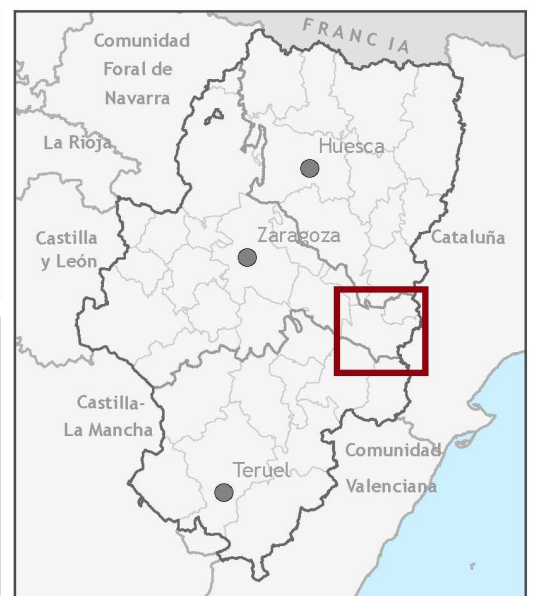 FRANCIA
Comunidad
Foral de
Navarra
La Rioja
Huesca
Zaragoza
Castilla
y León
Cataluña
Castilla-
La Mancha
Comunidad
Valenciana
Teruel